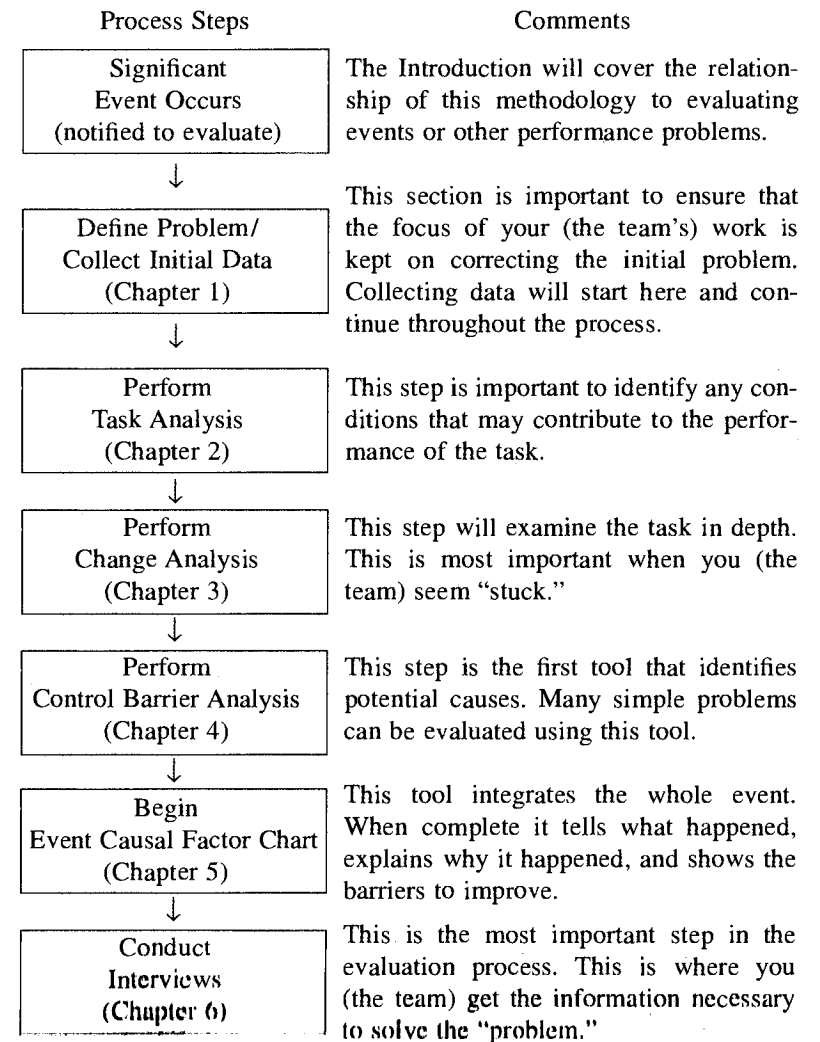 Process Steps
Comments
Significant
Event Occurs
(notified to evaluate)
The Introduction will cover the relation-
ship of this methodology to evaluating
events or other performance problems.
↓
Define Problem/
Collect Initial Data
(Chapter 1)
This section is important to ensure that
the focus of your (the team's) work is
kept on correcting the initial problem.
Collecting data will start here and con-
tinue throughout the process.
↓
Perform
Task Analysis
(Chapter 2)
This step is important to identify any con-
ditions that may contribute to the perfor-
mance of the task.
↓
Perform
Change Analysis
(Chapter 3)
This step will examine the task in depth.
This is most important when you (the
team) seem “stuck.”
↓
Perform
Control Barrier Analysis
(Chapter 4)
This step is the first tool that identifies
potential causes. Many simple problems
can be evaluated using this tool.
↓
Begin
Event Causal Factor Chart
(Chapter 5)
This tool integrates the whole event.
When complete it tells what happened,
explains why it happened, and shows the
barriers to improve.
↓
Conduct
Interviews
(Chapter 6)
This is the most important step in the
evaluation process. This is where you
(the team) get the information necessary
to solve the “problem.”